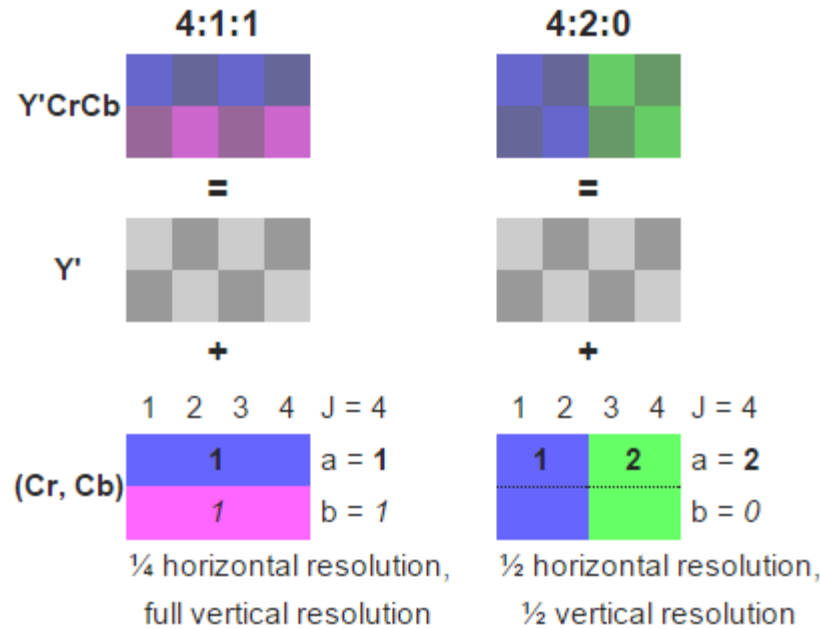 4:1:1 4:2:0
Y'CrCb
= =
Y'
+ +
1 2 3 4 J = 4 1 2 3 4 J = 4
1 a = 1 1 2 a = 2
(Cr, Cb)
1 b = 1 b = 0
¼ horizontal resolution, ½ horizontal resolution,
full vertical resolution ½ vertical resolution